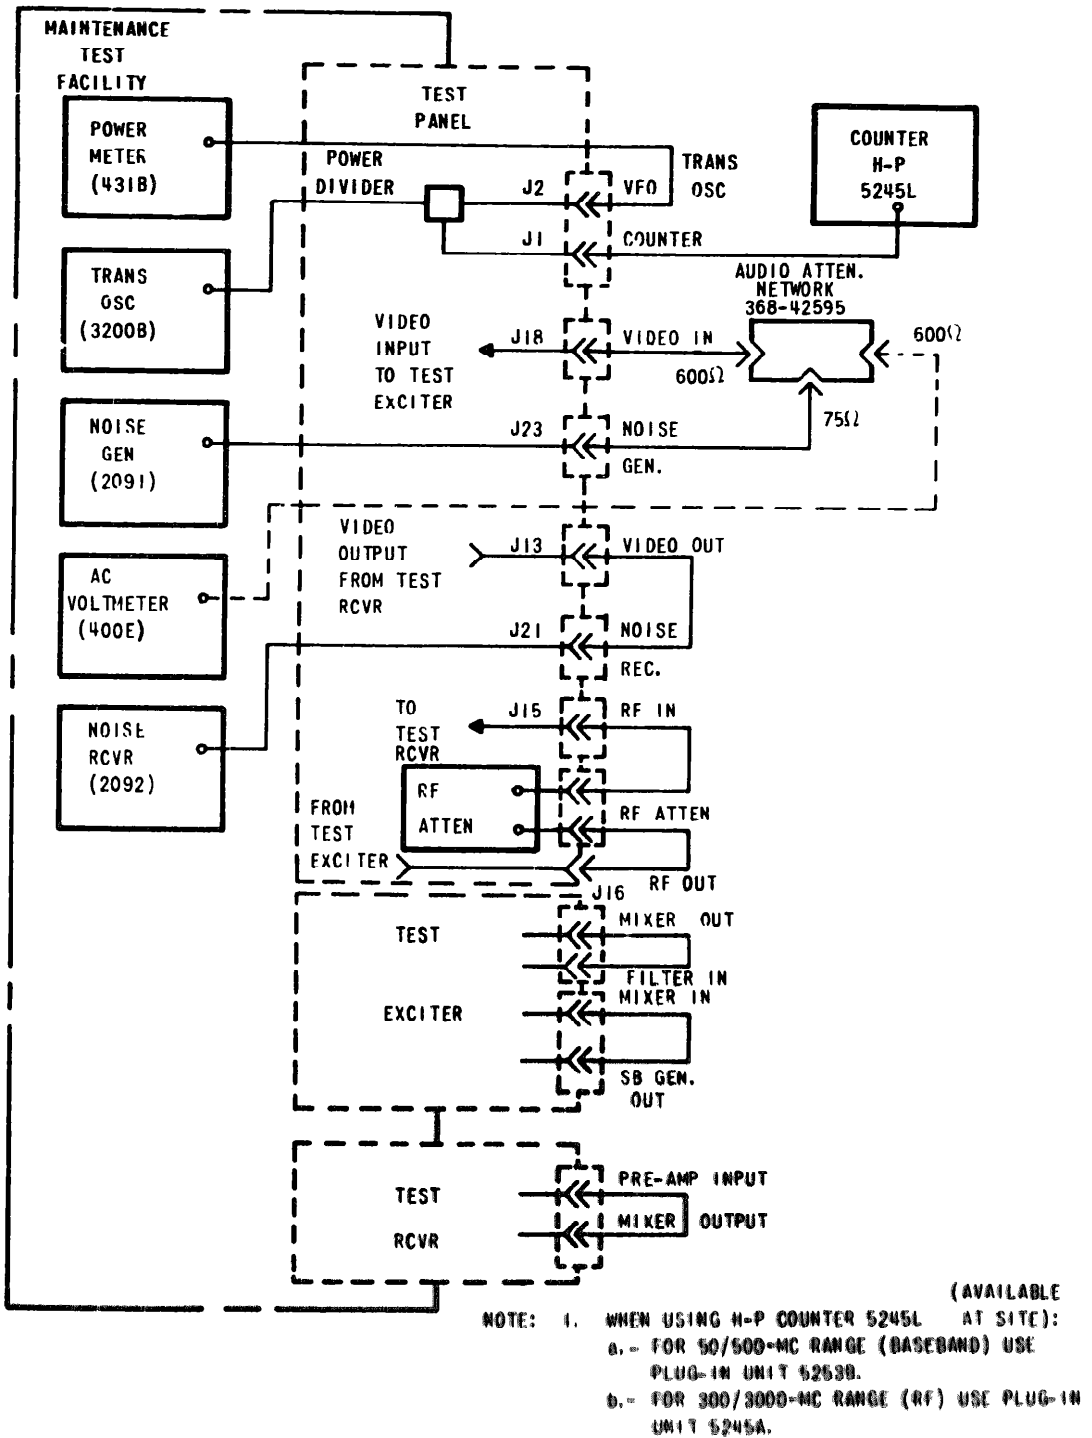 MAINTENANCE
TEST
FACILITY
POWER
METER
(431B)
TRANS
OSC
(3200B)
NOISE
GEN
(2091)
AC
VOLTMETER
(400E)
NOISE
RCVR
(2092)
TEST
PANEL
POWER
DIVIDER
J2
VFO
TRANS
OSC
J1
COUNTER
COUNTER
H-P
5245L
AUDIO ATTEN.
NETWORK
368-42595
VIDEO
INPUT
TO TEST
EXCITER
J18
VIDEO IN
600Ω
600Ω
75Ω
J23
NOISE
GEN.
VIDEO
OUTPUT
FROM TEST
RCVR
J13
VIDEO OUT
J21
NOISE
REC.
TO
TEST
RCVR
J15
RF IN
RF
ATTEN
RF ATTEN
FROM
TEST
EXCITER
RF OUT
J16
TEST
EXCITER
MIXER OUT
FILTER IN
MIXER IN
SB GEN.
OUT
TEST
RCVR
PRE-AMP INPUT
MIXER OUTPUT
NOTE: 1. WHEN USING H-P COUNTER 5245L (AVAILABLE
AT SITE):
a.- FOR 50/500-MC RANGE (BASEBAND) USE
PLUG-IN UNIT 5253B.
b.- FOR 300/3000-MC RANGE (RF) USE PLUG-IN
UNIT 5245A.